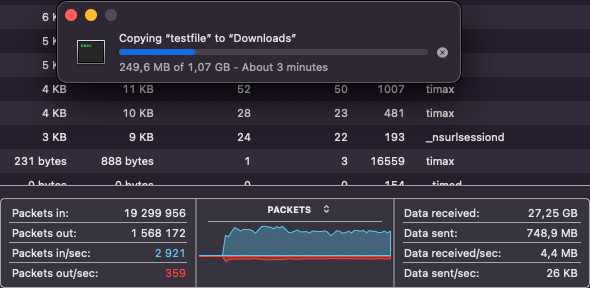 6 K
Copying “testfile” to “Downloads”
5 K
5 K
249,6 MB of 1,07 GB - About 3 minutes
4 KB 11 KB 52 50 1007 timax
4 KB 10 KB 28 23 481 timax
3 KB 9 KB 24 22 193 _nsurlsessiond
231 bytes 888 bytes 1 3 16559 timax
0 bytes 0 bytes 0 0 154 _timed
Packets in: 19 299 956
Packets out: 1 568 172
Packets in/sec: 2 921
Packets out/sec: 359
PACKETS
Data received: 27,25 GB
Data sent: 748,9 MB
Data received/sec: 4,4 MB
Data sent/sec: 26 KB